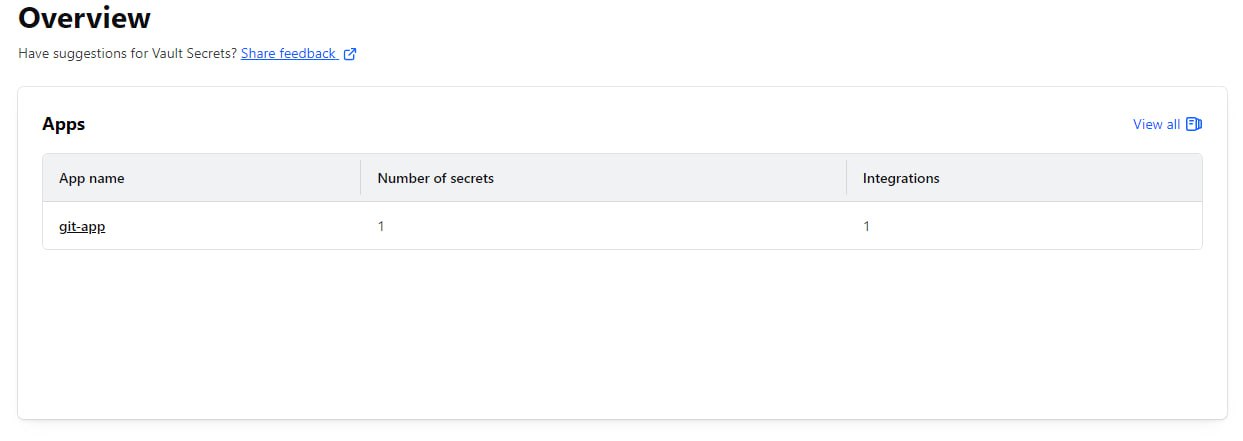 Overview
Have suggestions for Vault Secrets? Share feedback
Apps
View all
App name Number of secrets Integrations
git-app 1 1